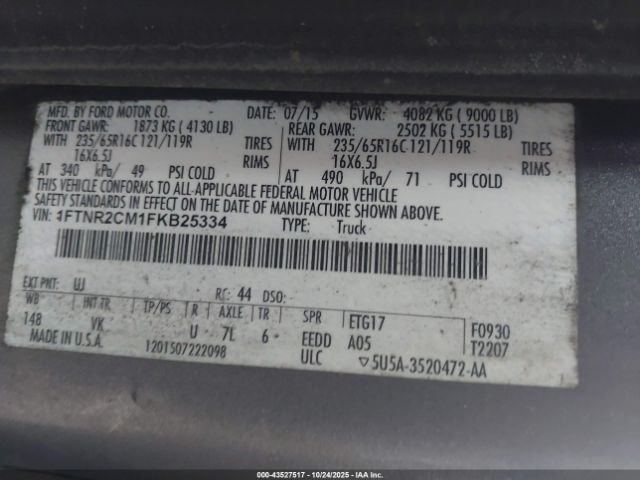 MFD. BY FORD MOTOR CO. DATE: 07/15 GVWR: 4082 KG ( 9000 LB)
FRONT GAWR: 1873 KG ( 4130 LB) REAR GAWR: 2502 KG ( 5515 LB)
WITH 235/65R16C 121/119R TIRES WITH 235/65R16C 121/119R TIRES
16X6.5J RIMS 16X6.5J RIMS
AT 340 kPa/ 49 PSI COLD AT 490 kPa/ 71 PSI COLD
THIS VEHICLE CONFORMS TO ALL APPLICABLE FEDERAL MOTOR VEHICLE
SAFETY STANDARDS IN EFFECT ON THE DATE OF MANUFACTURE SHOWN ABOVE.
VIN: 1FTNR2CM1FKB25334 TYPE: Truck
EXT PNT: UJ RC: 44 DSO:
WB INT TR TP/PS R AXLE TR SPR ETG17 F0930
148 VK U 7L 6 EEDD A05 T2207
MADE IN U.S.A. 1201507222098 ULC ▽5U5A-3520472-AA
000-43527517 - 10/24/2025 - IAA Inc.